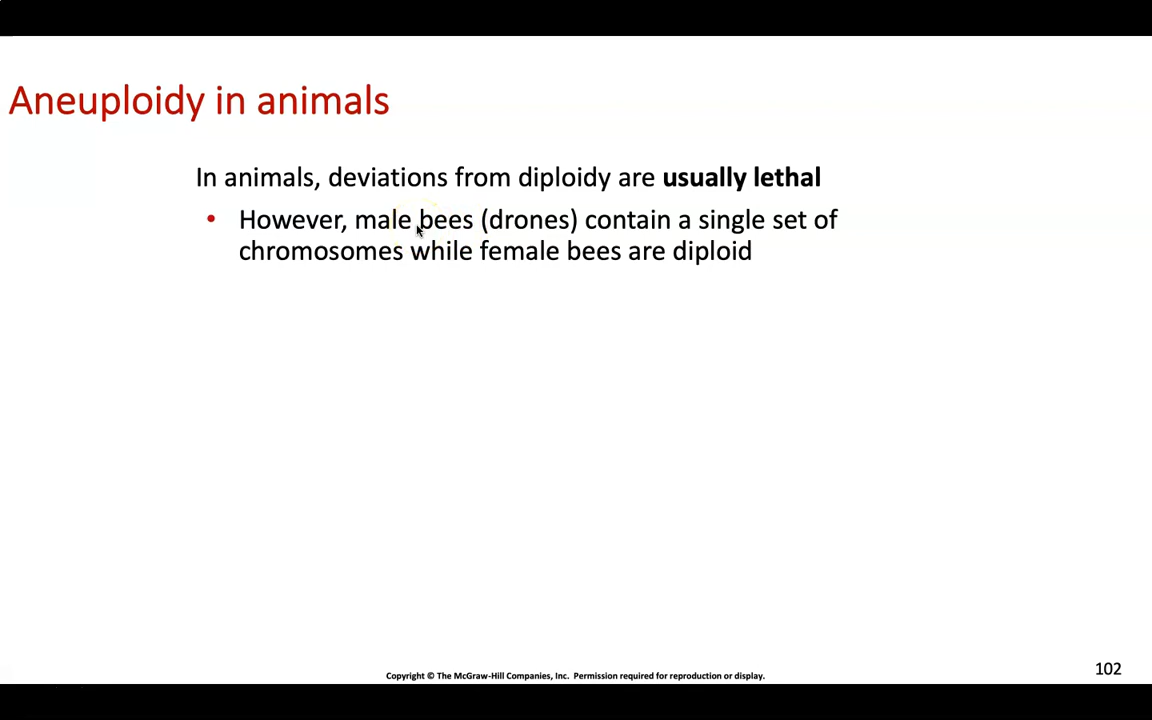 Aneuploidy in animals
In animals, deviations from diploidy are usually lethal
• However, male bees (drones) contain a single set of
chromosomes while female bees are diploid
102
Copyright © The McGraw-Hill Companies, Inc. Permission required for reproduction or display.